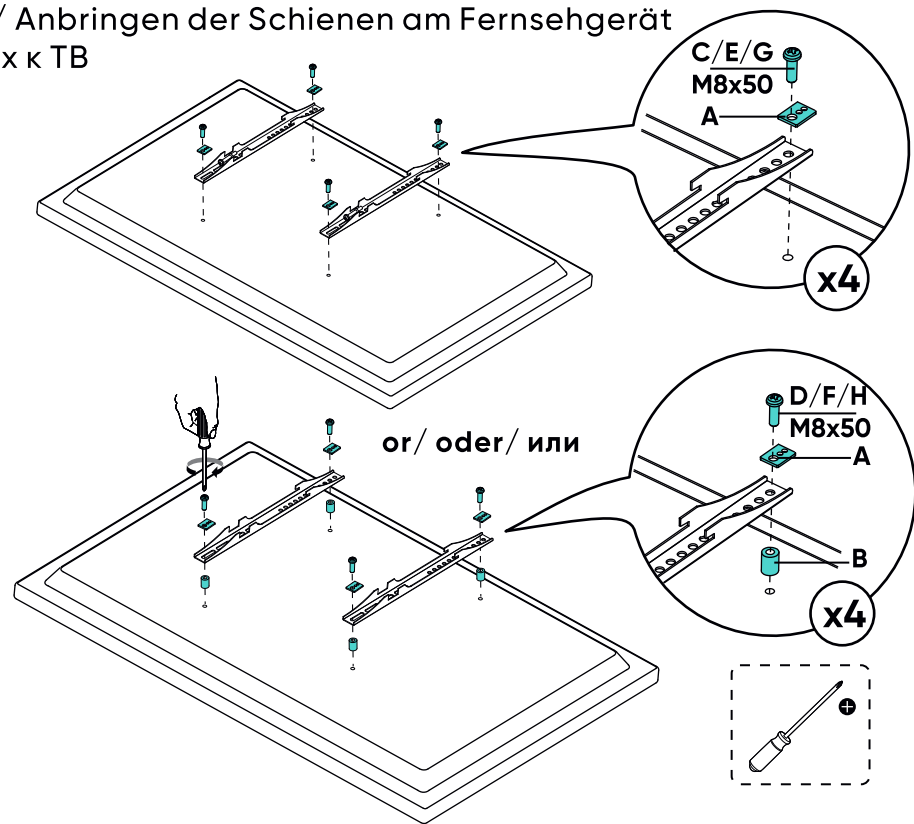 / Anbringen der Schienen am Fernsehgerät
х к ТВ
C/E/G
M8x50
A
x4
or/ oder/ или
D/F/H
M8x50
A
B
x4